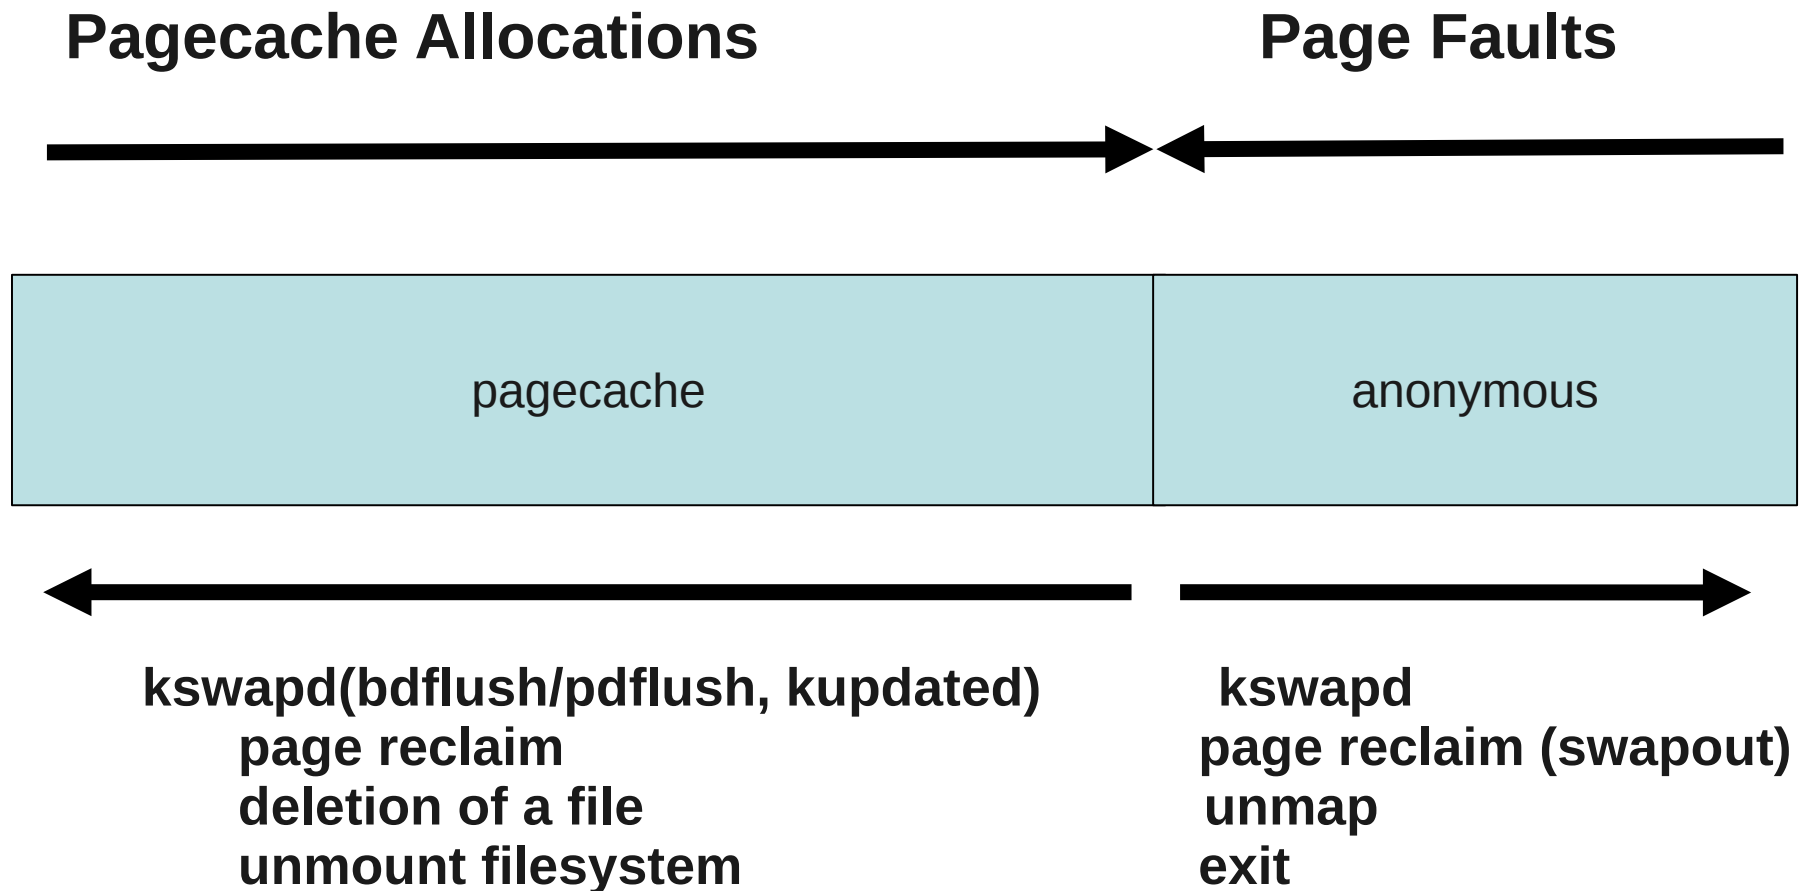 Pagecache Allocations
Page Faults
pagecache
anonymous
kswapd(bdflush/pdflush, kupdated)
page reclaim
deletion of a file
unmount filesystem
kswapd
page reclaim (swapout)
unmap
exit